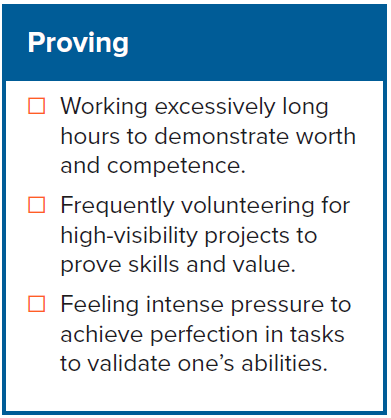 Proving
Working excessively long
hours to demonstrate worth
and competence.
Frequently volunteering for
high-visibility projects to
prove skills and value.
Feeling intense pressure to
achieve perfection in tasks
to validate one’s abilities.